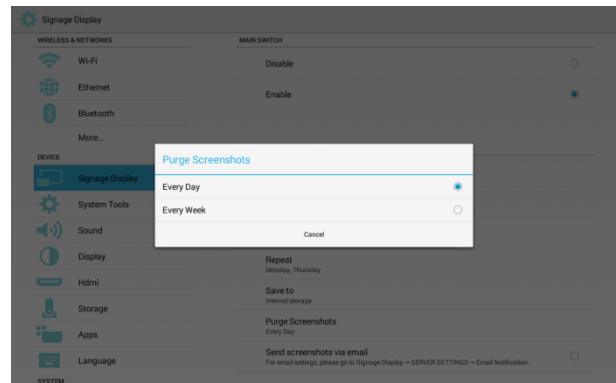 Signage Display
WIRELESS & NETWORKS
Wi-Fi
Ethernet
Bluetooth
More...
DEVICE
Signage Display
System Tools
Sound
Display
Hdmi
Storage
Apps
Language
SYSTEM
MAIN SWITCH
Disable
Enable
Purge Screenshots
Every Day
Every Week
Cancel
Repeat
Monday, Thursday
Save to
Internal storage
Purge Screenshots
Every Day
Send screenshots via email
For email settings, please go to Signage Display -> SERVER SETTINGS -> Email Notification.